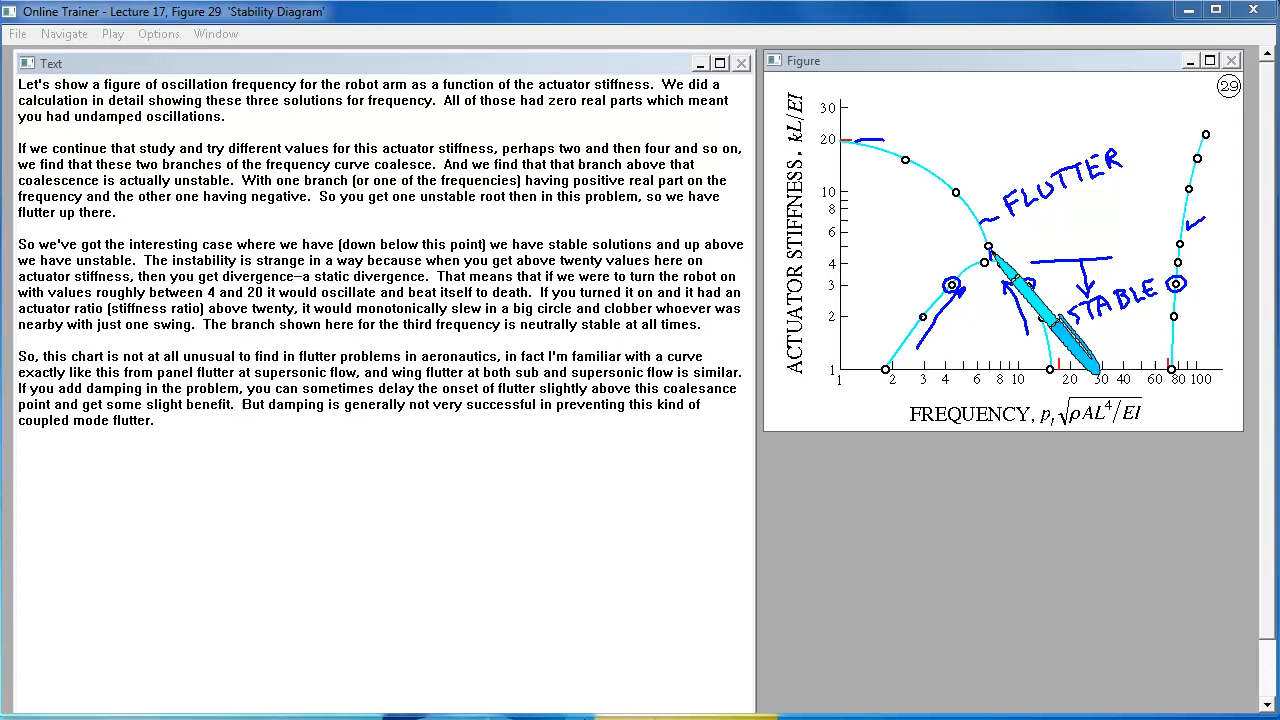 Online Trainer - Lecture 17, Figure 29 'Stability Diagram'
File Navigate Play Options Window
Text
Let's show a figure of oscillation frequency for the robot arm as a function of the actuator stiffness. We did a
calculation in detail showing these three solutions for frequency. All of those had zero real parts which meant
you had undamped oscillations.
If we continue that study and try different values for this actuator stiffness, perhaps two and then four and so on,
we find that these two branches of the frequency curve coalesce. And we find that that branch above that
coalescence is actually unstable. With one branch (or one of the frequencies) having positive real part on the
frequency and the other one having negative. So you get one unstable root then in this problem, so we have
flutter up there.
So we've got the interesting case where we have (down below this point) we have stable solutions and up above
we have unstable. The instability is strange in a way because when you get above twenty values here on
actuator stiffness, then you get divergence--a static divergence. That means that if we were to turn the robot on
with values roughly between 4 and 20 it would oscillate and beat itself to death. If you turned it on and it had an
actuator ratio (stiffness ratio) above twenty, it would monotonically slew in a big circle and clobber whoever was
nearby with just one swing. The branch shown here for the third frequency is neutrally stable at all times.
So, this chart is not at all unusual to find in flutter problems in aeronautics, in fact I'm familiar with a curve
exactly like this from panel flutter at supersonic flow, and wing flutter at both sub and supersonic flow is similar.
If you add damping in the problem, you can sometimes delay the onset of flutter slightly above this coalesance
point and get some slight benefit. But damping is generally not very successful in preventing this kind of
coupled mode flutter.
Figure
29
ACTUATOR STIFFNESS, kL/EI
30
20
10
8
6
4
3
2
1
FLUTTER
STABLE
1 2 3 4 6 8 10 20 30 60 80 100
FREQUENCY, p_I √ρAL⁴/EI